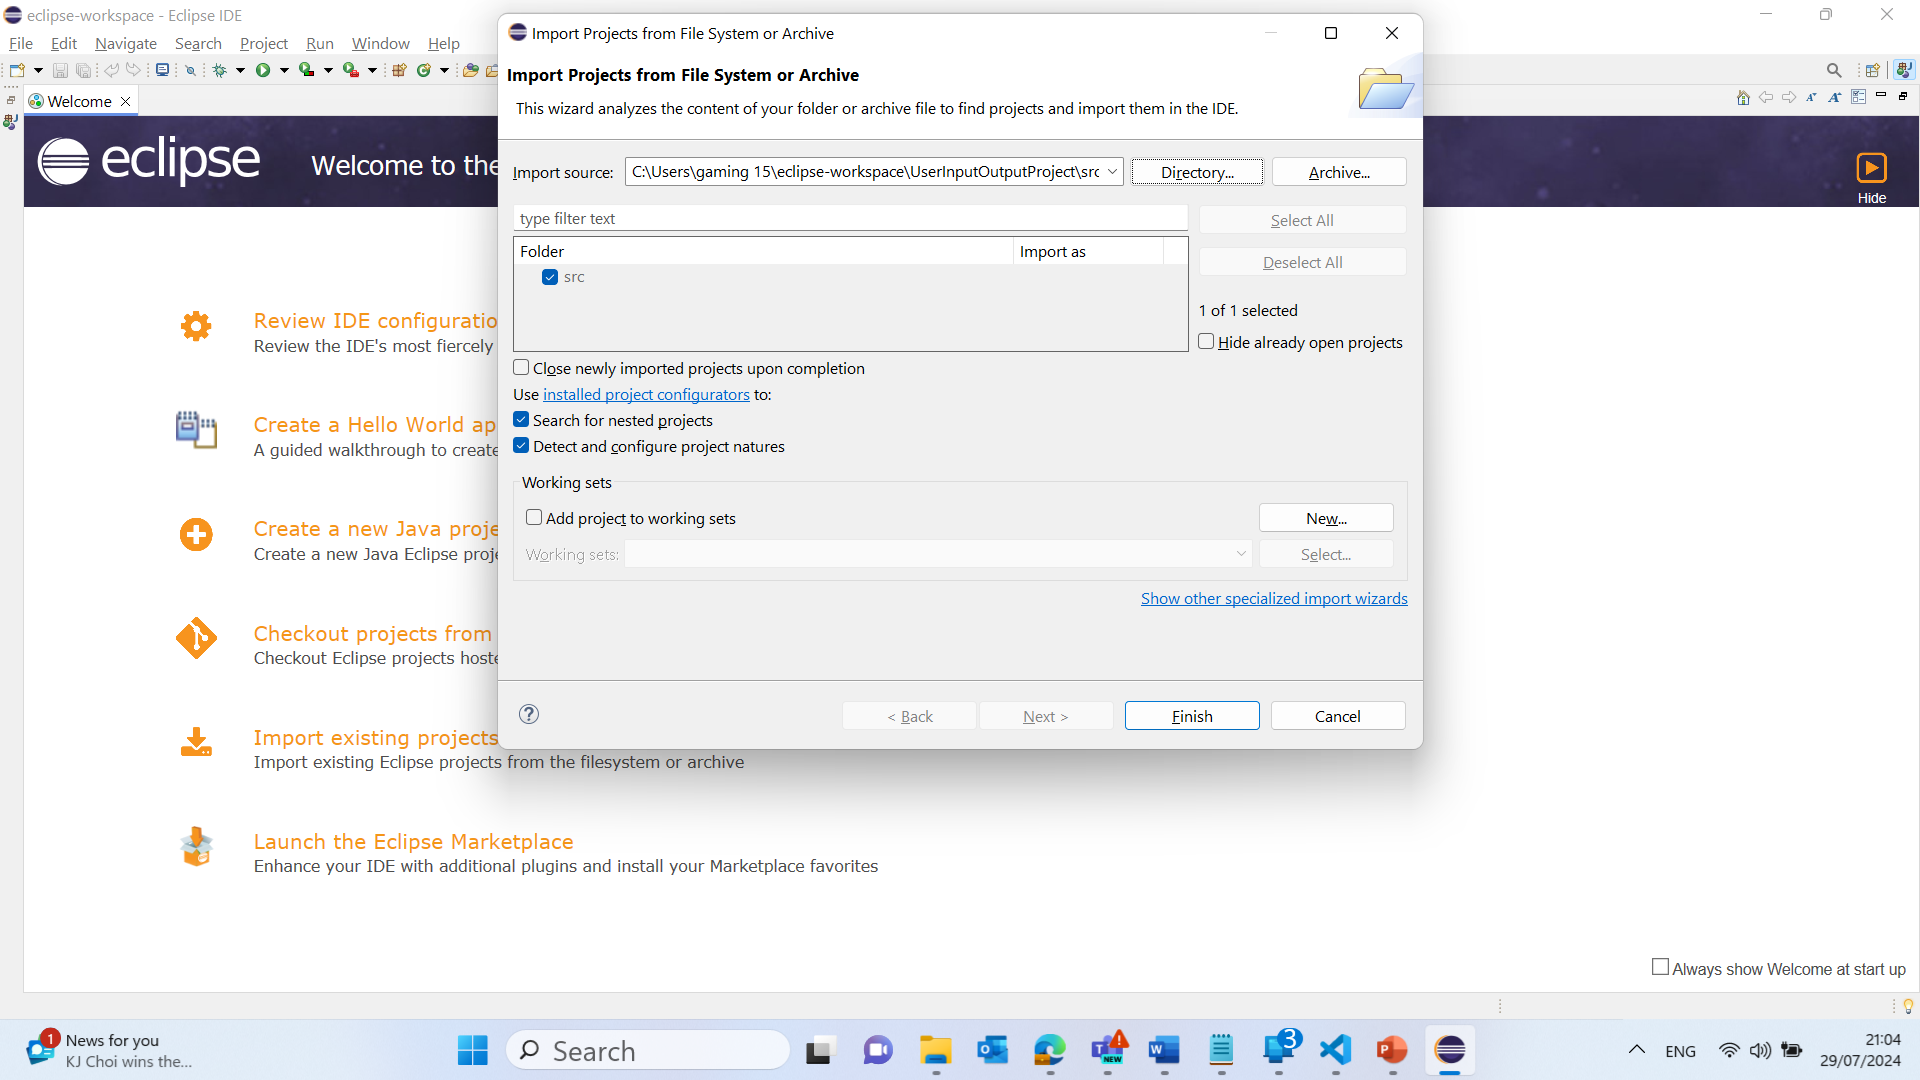 eclipse-workspace - Eclipse IDE
File Edit Navigate Search Project Run Window Help
Welcome
eclipse Welcome to the
Hide
Review IDE configuratio
Review the IDE's most fiercely
Create a Hello World ap
A guided walkthrough to create
Create a new Java proje
Create a new Java Eclipse proje
Checkout projects from
Checkout Eclipse projects hoste
Import existing projects
Import existing Eclipse projects from the filesystem or archive
Launch the Eclipse Marketplace
Enhance your IDE with additional plugins and install your Marketplace favorites
Always show Welcome at start up
Import Projects from File System or Archive
Import Projects from File System or Archive
This wizard analyzes the content of your folder or archive file to find projects and import them in the IDE.
Import source: C:\Users\gaming 15\eclipse-workspace\UserInputOutputProject\src Directory... Archive...
type filter text
Select All
Folder Import as
src
Deselect All
1 of 1 selected
Hide already open projects
Close newly imported projects upon completion
Use installed project configurators to:
Search for nested projects
Detect and configure project natures
Working sets
Add project to working sets New...
Working sets: Select...
Show other specialized import wizards
? < Back Next > Finish Cancel
1 News for you
KJ Choi wins the...
Search
NEW
3
ENG
21:04
29/07/2024